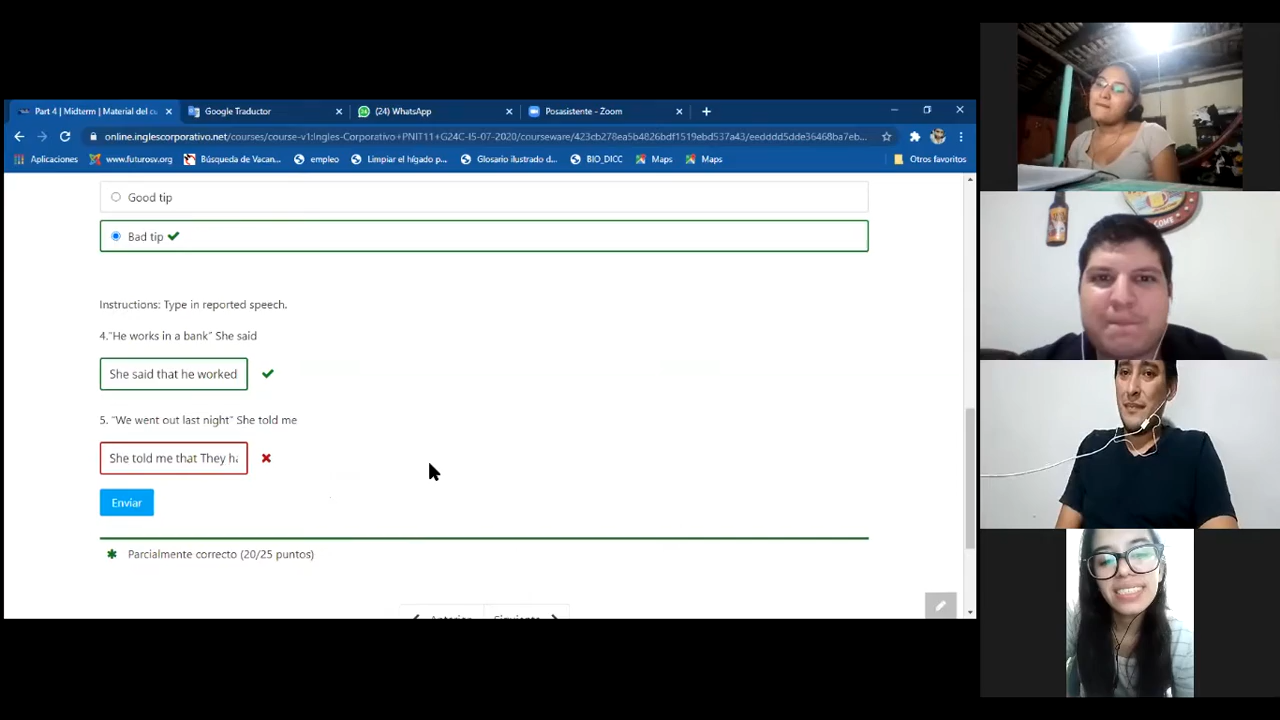 Part 4 | Midterm | Material del cu
Google Traductor
(24) WhatsApp
Posasistente - Zoom
online.inglescorporativo.net/courses/course-v1:Ingles-Corporativo+PNIT11+G24C-I5-07-2020/courseware/423cb278ea5b4826bdf1519ebd537a43/eedddd5dde36468ba7eb...
Aplicaciones
www.futurosv.org
Búsqueda de Vacan...
empleo
Limpiar el hígado p...
Glosario ilustrado d...
BIO_DICC
Maps
Maps
Otros favoritos
Good tip
Bad tip
Instructions: Type in reported speech.
4."He works in a bank" She said
She said that he worked
5. "We went out last night" She told me
She told me that They ha
Enviar
Parcialmente correcto (20/25 puntos)
Anterior
Siguiente